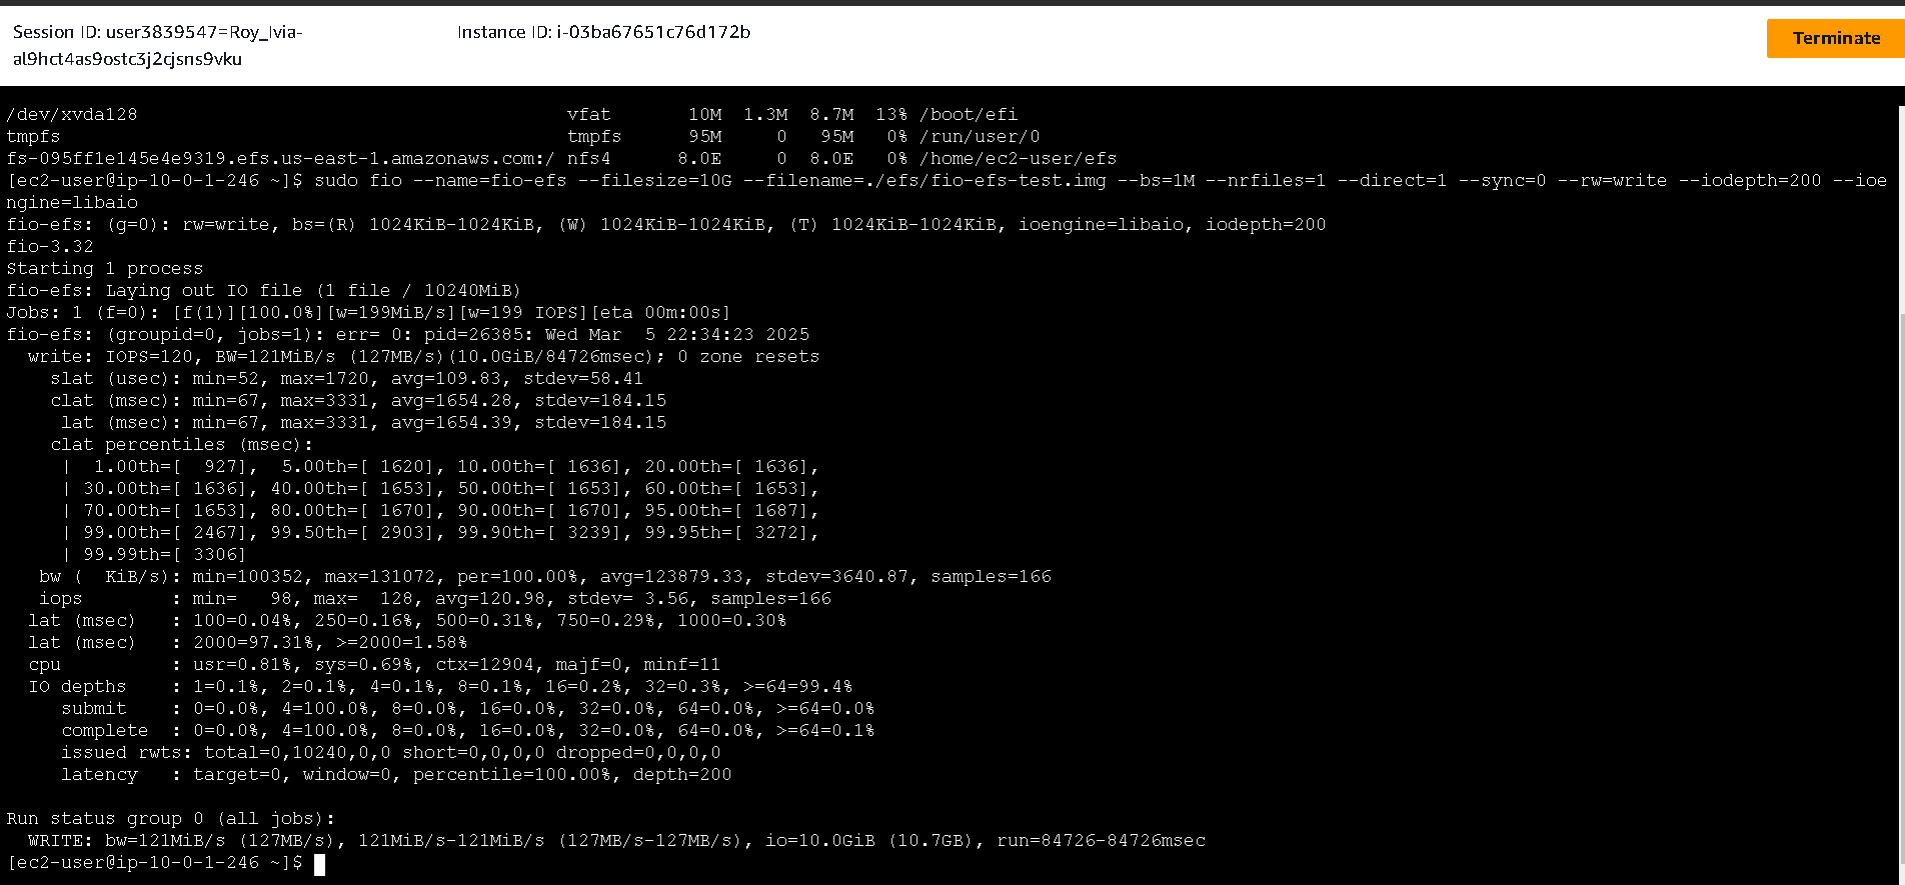 Session ID: user3839547=Roy_Ivia-
al9hct4as9ostc3j2cjsns9vku
Instance ID: i-03ba67651c76d172b
Terminate
/dev/xvda128 vfat 10M 1.3M 8.7M 13% /boot/efi
tmpfs tmpfs 95M 0 95M 0% /run/user/0
fs-095ff1e145e4e9319.efs.us-east-1.amazonaws.com:/ nfs4 8.0E 0 8.0E 0% /home/ec2-user/efs
[ec2-user@ip-10-0-1-246 ~]$ sudo fio --name=fio-efs --filesize=10G --filename=./efs/fio-efs-test.img --bs=1M --nrfiles=1 --direct=1 --sync=0 --rw=write --iodepth=200 --ioe
ngine=libaio
fio-efs: (g=0): rw=write, bs=(R) 1024KiB-1024KiB, (W) 1024KiB-1024KiB, (T) 1024KiB-1024KiB, ioengine=libaio, iodepth=200
fio-3.32
Starting 1 process
fio-efs: Laying out IO file (1 file / 10240MiB)
Jobs: 1 (f=0): [f(1)][100.0%][w=199MiB/s][w=199 IOPS][eta 00m:00s]
fio-efs: (groupid=0, jobs=1): err= 0: pid=26385: Wed Mar  5 22:34:23 2025
  write: IOPS=120, BW=121MiB/s (127MB/s)(10.0GiB/84726msec); 0 zone resets
    slat (usec): min=52, max=1720, avg=109.83, stdev=58.41
    clat (msec): min=67, max=3331, avg=1654.28, stdev=184.15
     lat (msec): min=67, max=3331, avg=1654.39, stdev=184.15
    clat percentiles (msec):
     |  1.00th=[  927],  5.00th=[ 1620], 10.00th=[ 1636], 20.00th=[ 1636],
     | 30.00th=[ 1636], 40.00th=[ 1653], 50.00th=[ 1653], 60.00th=[ 1653],
     | 70.00th=[ 1653], 80.00th=[ 1670], 90.00th=[ 1670], 95.00th=[ 1687],
     | 99.00th=[ 2467], 99.50th=[ 2903], 99.90th=[ 3239], 99.95th=[ 3272],
     | 99.99th=[ 3306]
   bw (  KiB/s): min=100352, max=131072, per=100.00%, avg=123879.33, stdev=3640.87, samples=166
   iops        : min=   98, max=  128, avg=120.98, stdev= 3.56, samples=166
  lat (msec)   : 100=0.04%, 250=0.16%, 500=0.31%, 750=0.29%, 1000=0.30%
  lat (msec)   : 2000=97.31%, >=2000=1.58%
  cpu          : usr=0.81%, sys=0.69%, ctx=12904, majf=0, minf=11
  IO depths    : 1=0.1%, 2=0.1%, 4=0.1%, 8=0.1%, 16=0.2%, 32=0.3%, >=64=99.4%
     submit    : 0=0.0%, 4=100.0%, 8=0.0%, 16=0.0%, 32=0.0%, 64=0.0%, >=64=0.0%
     complete  : 0=0.0%, 4=100.0%, 8=0.0%, 16=0.0%, 32=0.0%, 64=0.0%, >=64=0.1%
     issued rwts: total=0,10240,0,0 short=0,0,0,0 dropped=0,0,0,0
     latency   : target=0, window=0, percentile=100.00%, depth=200
Run status group 0 (all jobs):
  WRITE: bw=121MiB/s (127MB/s), 121MiB/s-121MiB/s (127MB/s-127MB/s), io=10.0GiB (10.7GB), run=84726-84726msec
[ec2-user@ip-10-0-1-246 ~]$